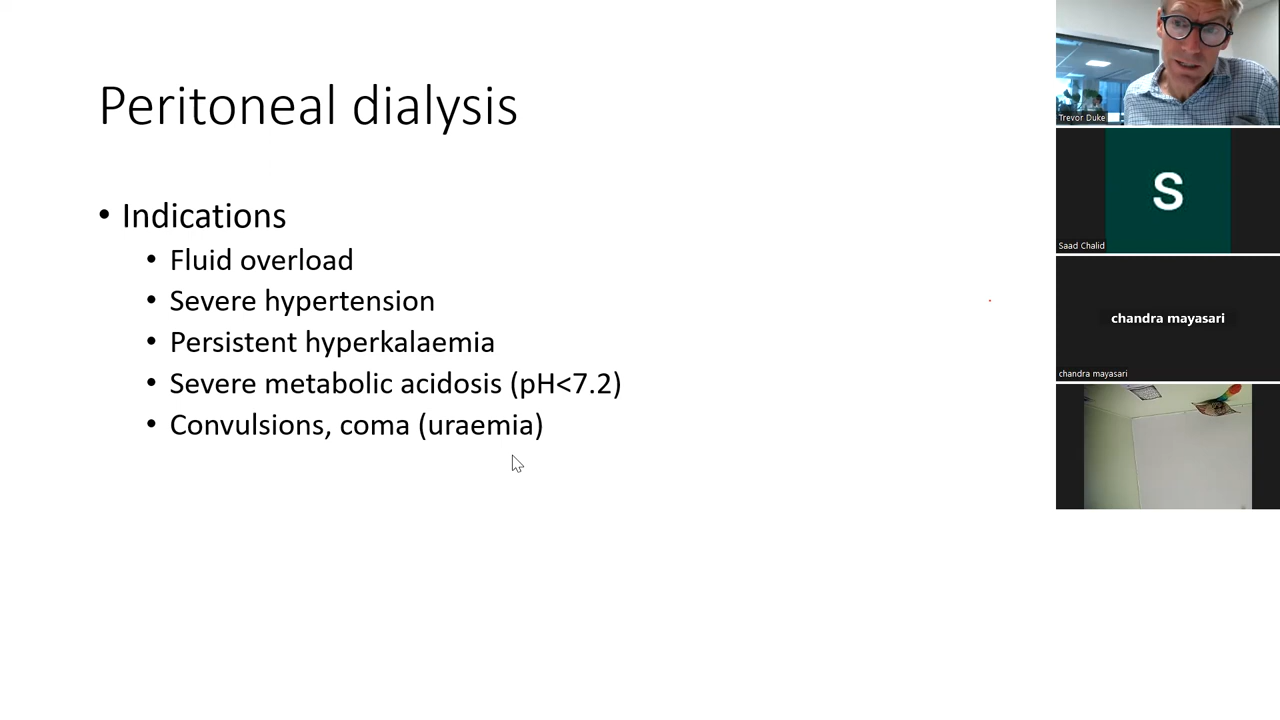 Peritoneal dialysis
• Indications
• Fluid overload
• Severe hypertension
• Persistent hyperkalaemia
• Severe metabolic acidosis (pH<7.2)
• Convulsions, coma (uraemia)
Trevor Duke
S
Saad Chalid
chandra mayasari
chandra mayasari